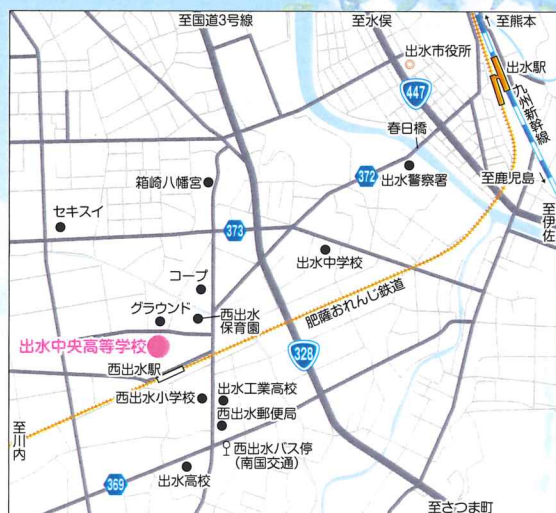 至国道3号線
至水俣
至熊本
出水市役所
出水駅
447
九州新幹線
春日橋
372
出水警察署
至鹿児島
箱崎八幡宮
至伊佐
セキスイ
373
出水中学校
コープ
グラウンド
西出水
保育園
肥薩おれんじ鉄道
出水中央高等学校
328
西出水駅
西出水小学校
出水工業高校
西出水郵便局
至川内
西出水バス停
(南国交通)
369
出水高校
至さつま町